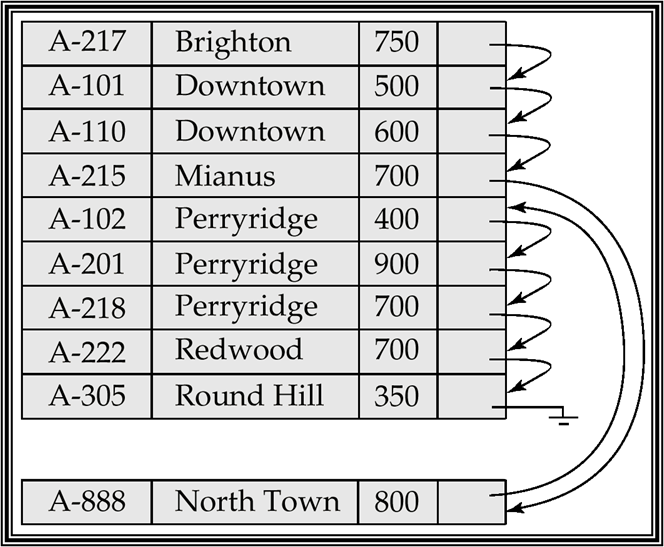 A-217 Brighton 750
A-101 Downtown 500
A-110 Downtown 600
A-215 Mianus 700
A-102 Perryridge 400
A-201 Perryridge 900
A-218 Perryridge 700
A-222 Redwood 700
A-305 Round Hill 350
A-888 North Town 800